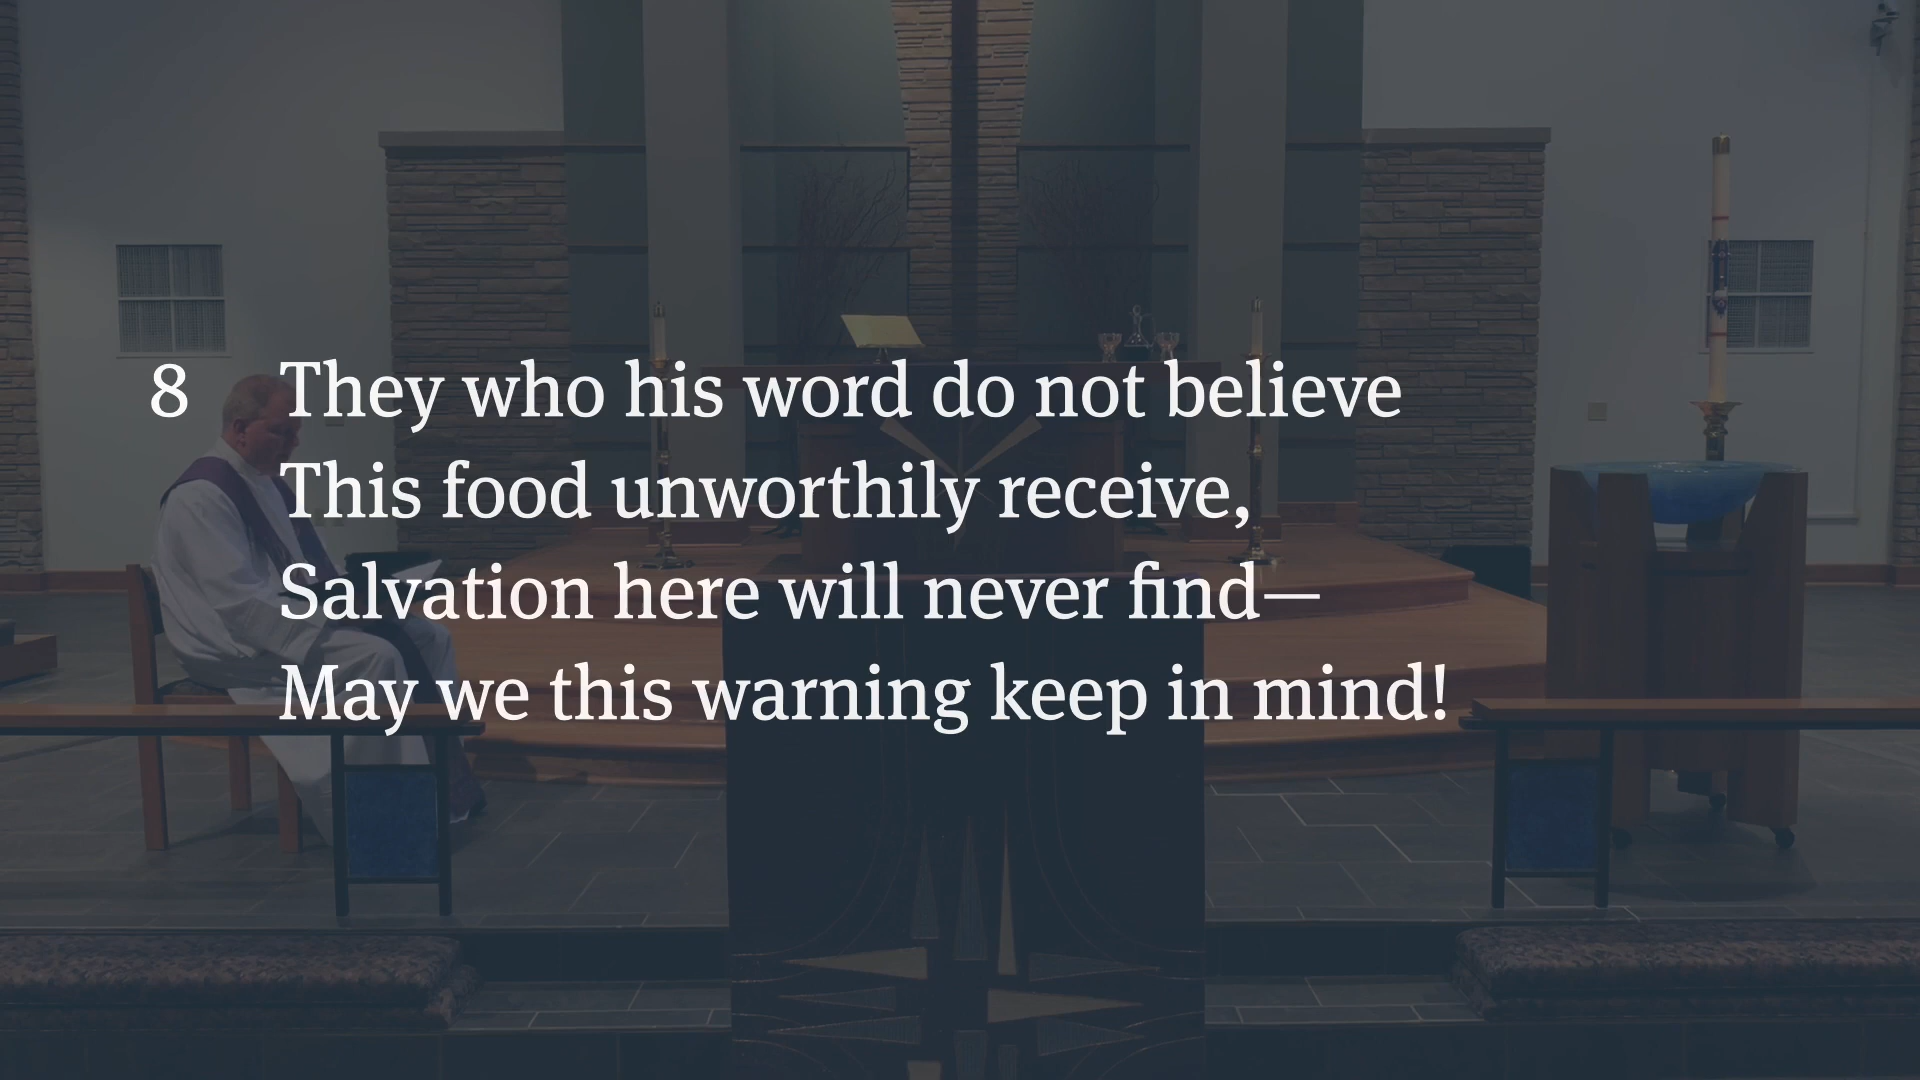 8 They who his word do not believe
This food unworthily receive,
Salvation here will never find—
May we this warning keep in mind!